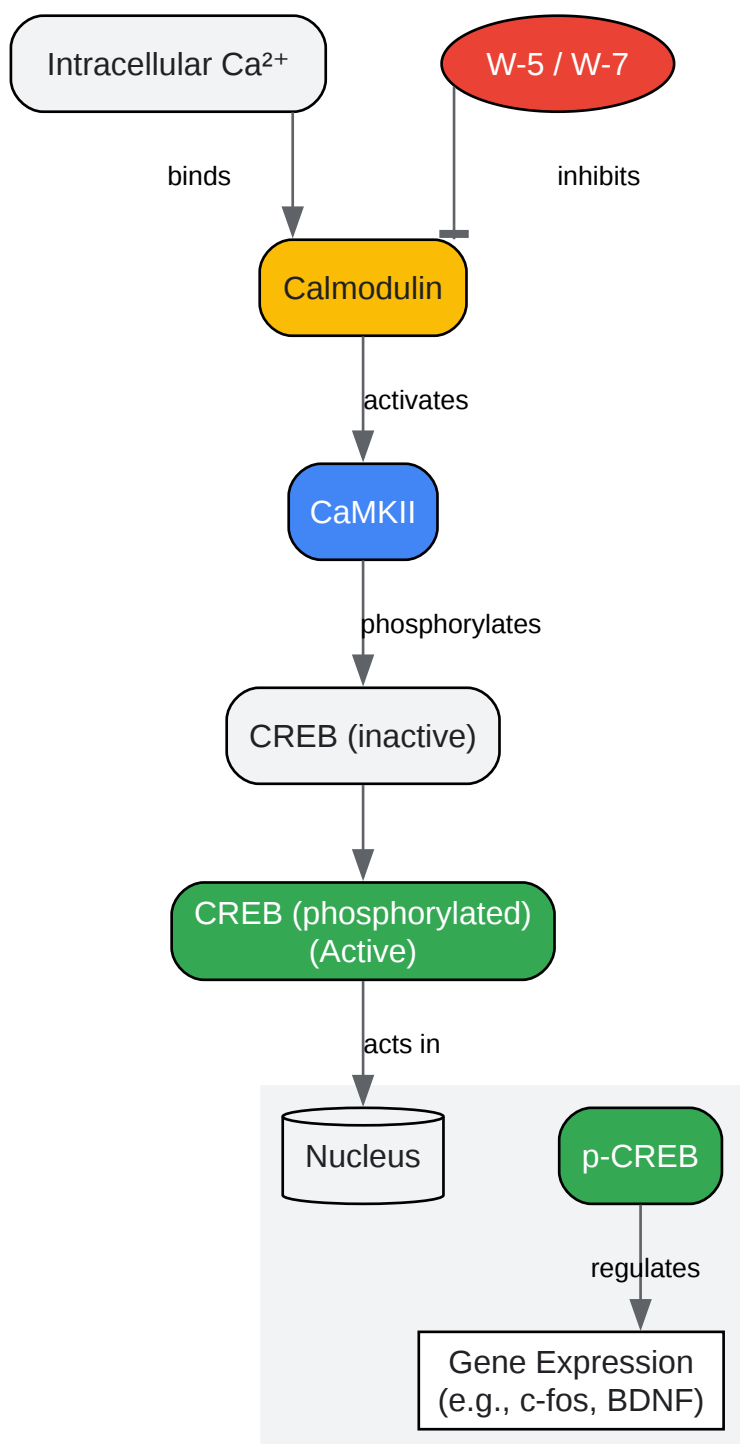 Intracellular Ca²⁺
W-5 / W-7
binds
inhibits
Calmodulin
activates
CaMKII
phosphorylates
CREB (inactive)
CREB (phosphorylated)
(Active)
acts in
Nucleus
p-CREB
regulates
Gene Expression
(e.g., c-fos, BDNF)